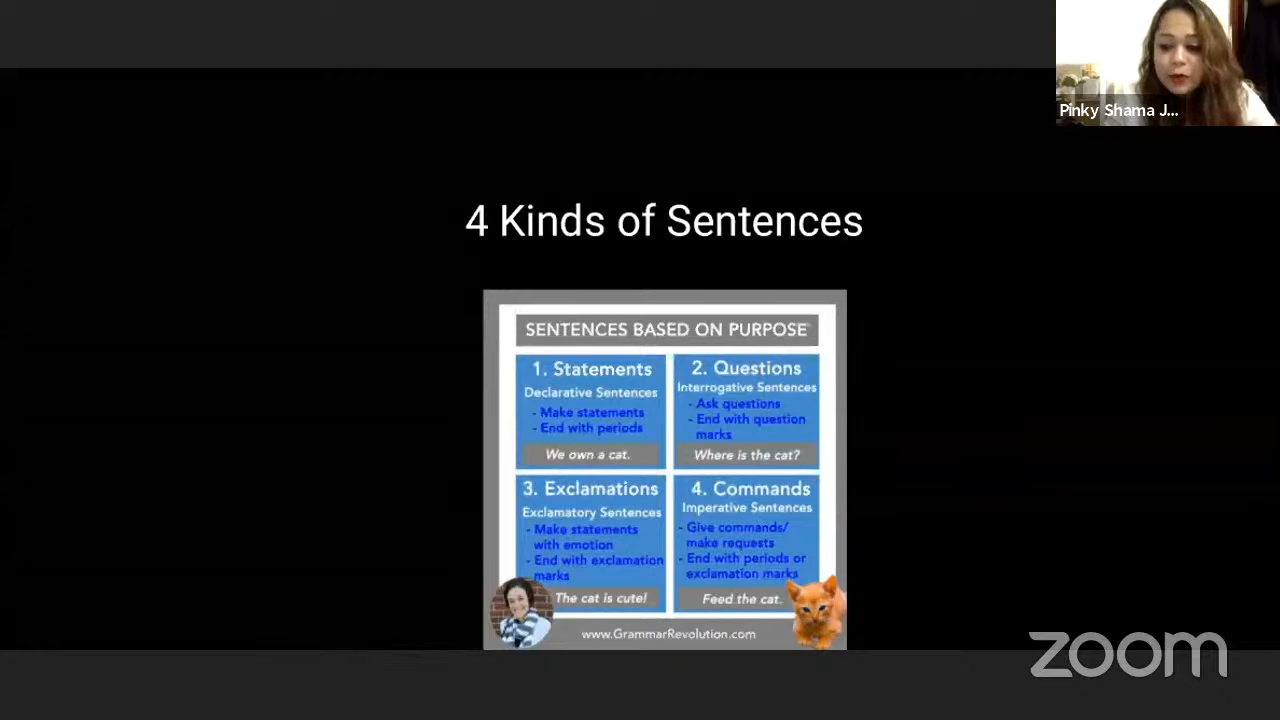 Pinky Shama J...
4 Kinds of Sentences
SENTENCES BASED ON PURPOSE
1. Statements
Declarative Sentences
- Make statements
- End with periods
We own a cat.
2. Questions
Interrogative Sentences
- Ask questions
- End with question
marks
Where is the cat?
3. Exclamations
Exclamatory Sentences
- Make statements
with emotion
- End with exclamation
marks
The cat is cute!
4. Commands
Imperative Sentences
- Give commands/
make requests
- End with periods or
exclamation marks
Feed the cat.
www.GrammarRevolution.com
zoom